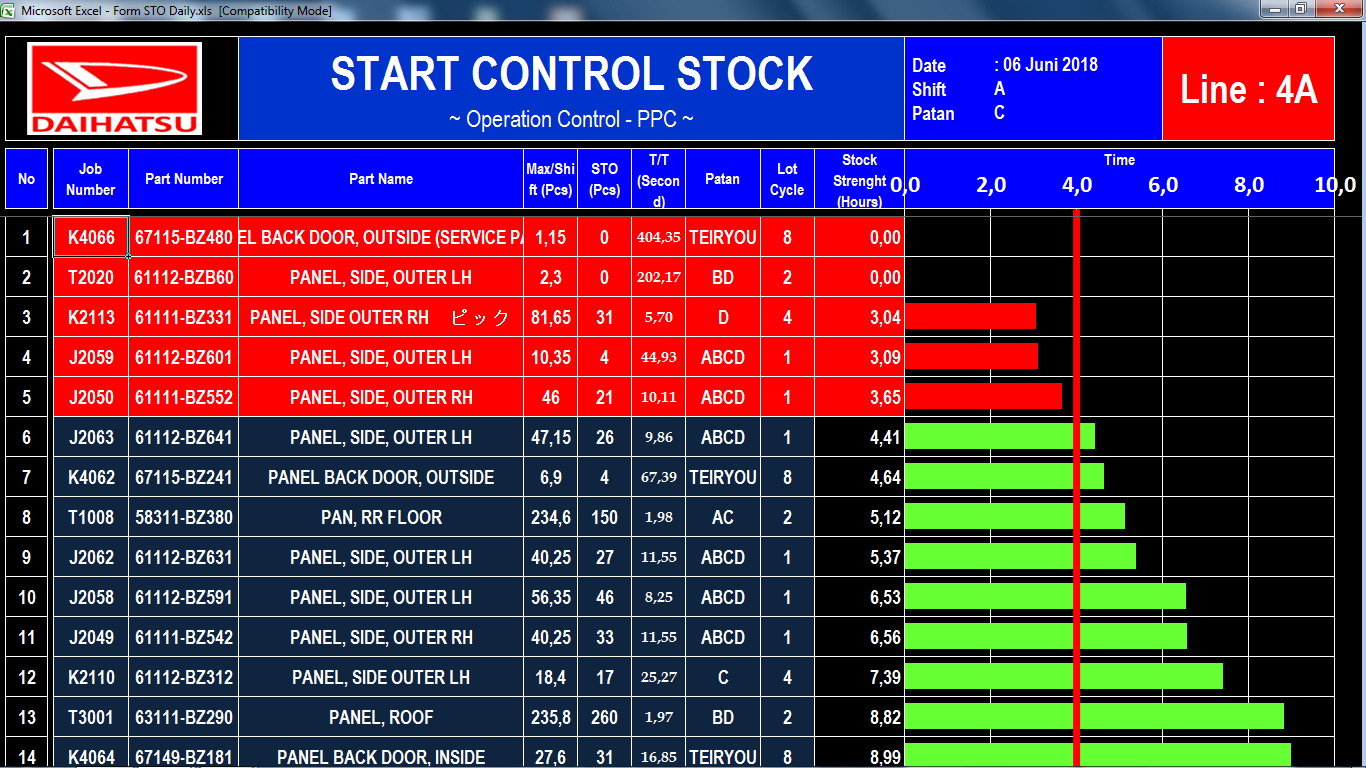 Microsoft Excel - Form STO Daily.xls [Compatibility Mode]
DAIHATSU
START CONTROL STOCK
~ Operation Control - PPC ~
Date : 06 Juni 2018
Shift A
Patan C
Line : 4A
No Job Number Part Number Part Name Max/Shift (Pcs) STO (Pcs) T/T (Second) Patan Lot Cycle Stock Strenght (Hours) Time
0,0 2,0 4,0 6,0 8,0 10,0
1 K4066 67115-BZ480 EL BACK DOOR, OUTSIDE (SERVICE PA 1,15 0 404,35 TEIRYOU 8 0,00
2 T2020 61112-BZB60 PANEL, SIDE, OUTER LH 2,3 0 202,17 BD 2 0,00
3 K2113 61111-BZ331 PANEL, SIDE OUTER RH ピック 81,65 31 5,70 D 4 3,04
4 J2059 61112-BZ601 PANEL, SIDE, OUTER LH 10,35 4 44,93 ABCD 1 3,09
5 J2050 61111-BZ552 PANEL, SIDE, OUTER RH 46 21 10,11 ABCD 1 3,65
6 J2063 61112-BZ641 PANEL, SIDE, OUTER LH 47,15 26 9,86 ABCD 1 4,41
7 K4062 67115-BZ241 PANEL BACK DOOR, OUTSIDE 6,9 4 67,39 TEIRYOU 8 4,64
8 T1008 58311-BZ380 PAN, RR FLOOR 234,6 150 1,98 AC 2 5,12
9 J2062 61112-BZ631 PANEL, SIDE, OUTER LH 40,25 27 11,55 ABCD 1 5,37
10 J2058 61112-BZ591 PANEL, SIDE, OUTER LH 56,35 46 8,25 ABCD 1 6,53
11 J2049 61111-BZ542 PANEL, SIDE, OUTER RH 40,25 33 11,55 ABCD 1 6,56
12 K2110 61112-BZ312 PANEL, SIDE OUTER LH 18,4 17 25,27 C 4 7,39
13 T3001 63111-BZ290 PANEL, ROOF 235,8 260 1,97 BD 2 8,82
14 K4064 67149-BZ181 PANEL BACK DOOR, INSIDE 27,6 31 16,85 TEIRYOU 8 8,99